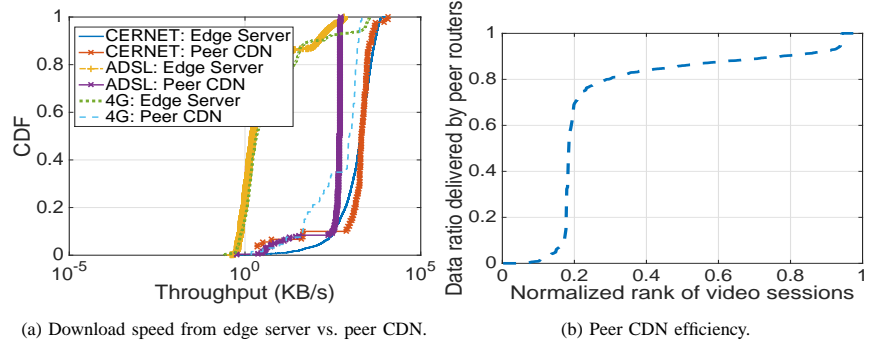 CERNET: Edge Server
CERNET: Peer CDN
ADSL: Edge Server
ADSL: Peer CDN
4G: Edge Server
4G: Peer CDN
CDF
1
0.8
0.6
0.4
0.2
0
10^-5
10^0
10^5
Throughput (KB/s)
(a) Download speed from edge server vs. peer CDN.
Data ratio delivered by peer routers
1
0.8
0.6
0.4
0.2
0
0
0.2
0.4
0.6
0.8
1
Normalized rank of video sessions
(b) Peer CDN efficiency.